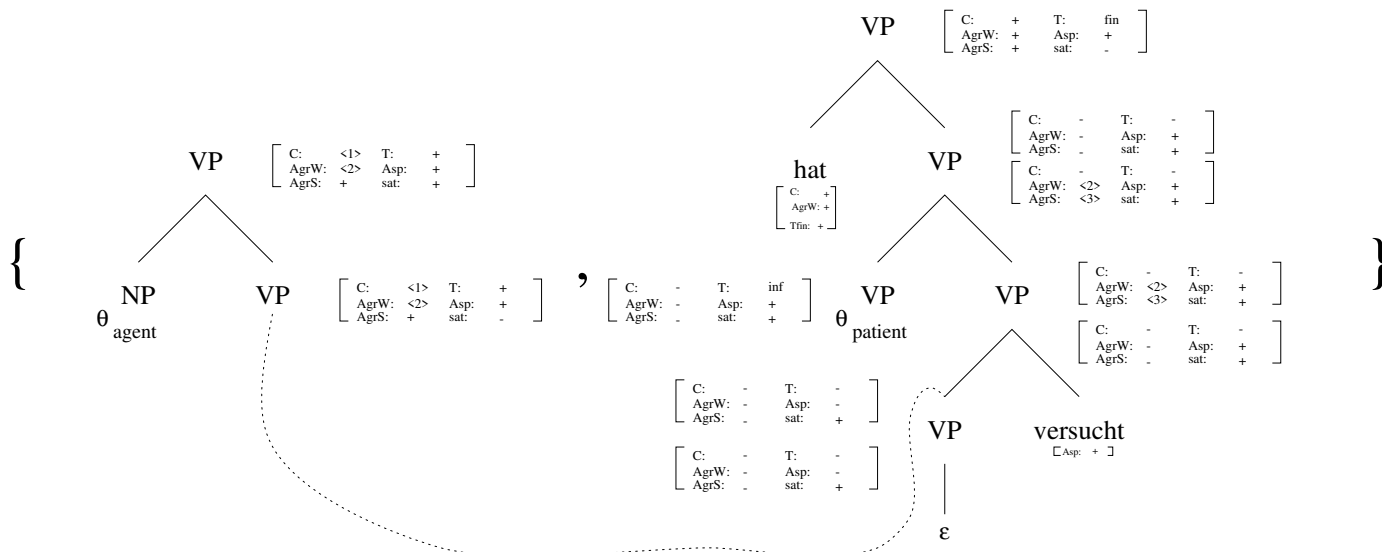 VP
C: + T: fin
AgrW: + Asp: +
AgrS: + sat: -
VP
C: <1> T: +
AgrW: <2> Asp: +
AgrS: + sat: +
hat
C: +
AgrW: +
Tfin: +
VP
C: - T: -
AgrW: - Asp: +
AgrS: - sat: +
C: - T: -
AgrW: <2> Asp: +
AgrS: <3> sat: +
{
NP
θ agent
VP
C: <1> T: +
AgrW: <2> Asp: +
AgrS: + sat: -
,
C: - T: inf
AgrW: - Asp: +
AgrS: - sat: +
VP
θ patient
VP
C: - T: -
AgrW: <2> Asp: +
AgrS: <3> sat: +
C: - T: -
AgrW: - Asp: +
AgrS: - sat: +
}
C: - T: -
AgrW: - Asp: -
AgrS: - sat: +
C: - T: -
AgrW: - Asp: -
AgrS: - sat: +
VP
versucht
Asp: +
ε